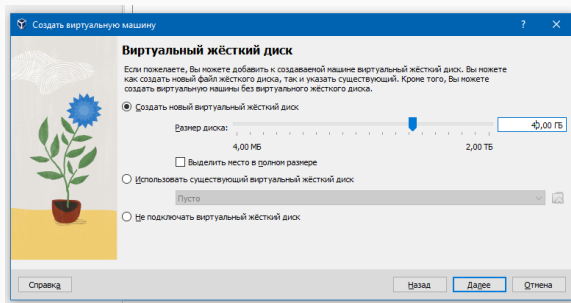 Создать виртуальную машину
Виртуальный жёсткий диск
Если пожелаете, Вы можете добавить к создаваемой машине виртуальный жёсткий диск. Вы можете
как создать новый файл жёсткого диска, так и указать существующий. Кроме того, Вы можете
создать виртуальную машину без виртуального жёсткого диска.
Создать новый виртуальный жёсткий диск
Размер диска:
4,00 МБ 2,00 ТБ
Выделить место в полном размере
Использовать существующий виртуальный жёсткий диск
Пусто
Не подключать виртуальный жёсткий диск
Справка Назад Далее Отмена